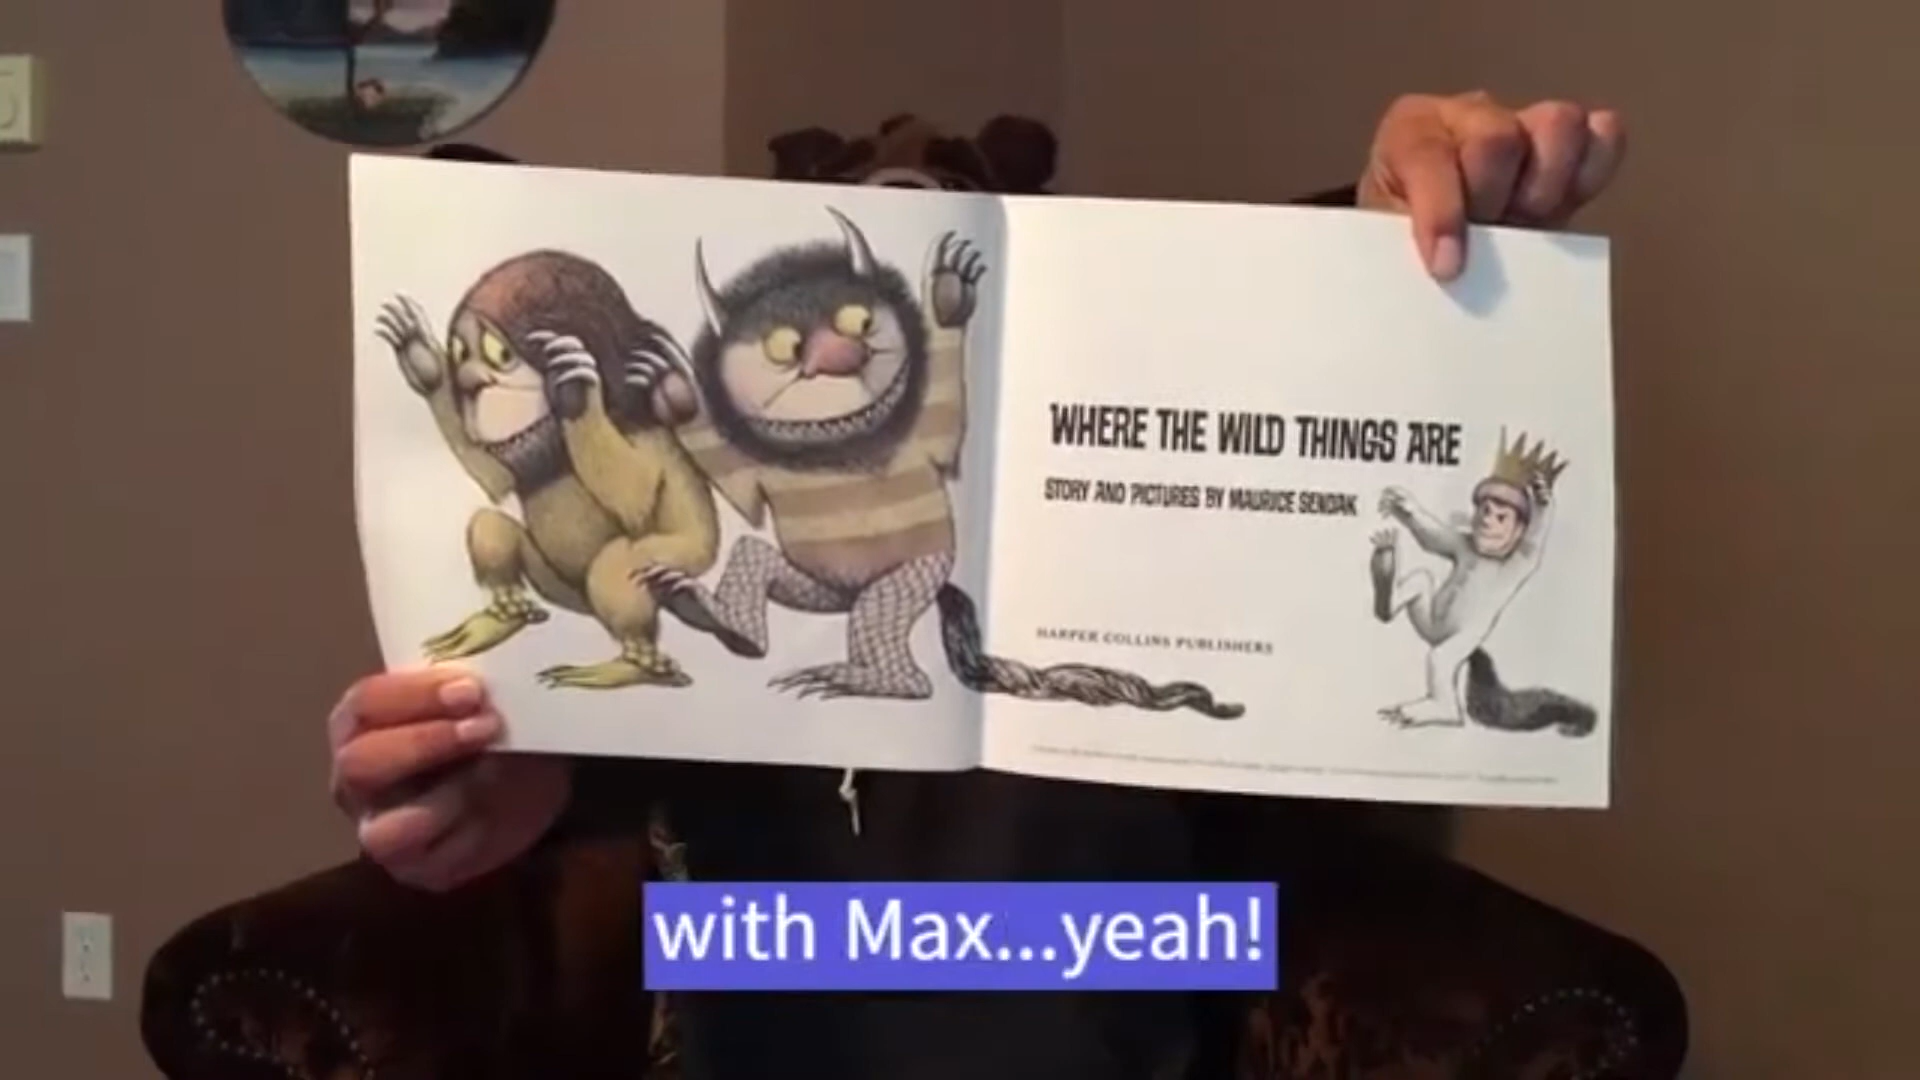 WHERE THE WILD THINGS ARE
STORY AND PICTURES BY MAURICE SENDAK
HARPER COLLINS PUBLISHERS
with Max...yeah!